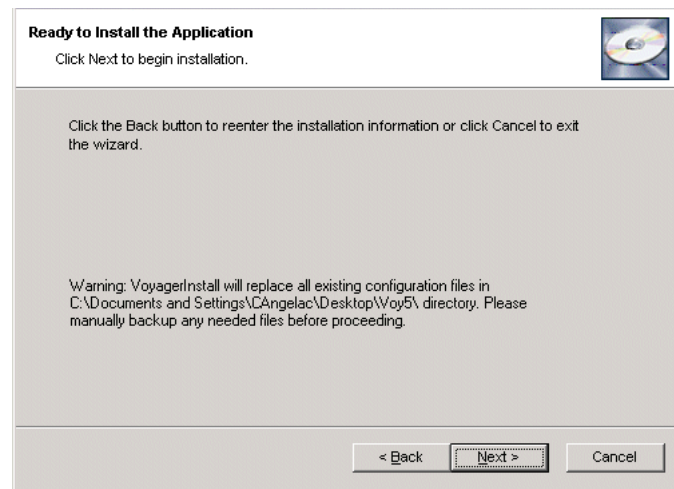 Ready to Install the Application
Click Next to begin installation.
Click the Back button to reenter the installation information or click Cancel to exit
the wizard.
Warning: VoyagerInstall will replace all existing configuration files in
C:\Documents and Settings\CAngelac\Desktop\Voy5\ directory. Please
manually backup any needed files before proceeding.
< Back
Next >
Cancel